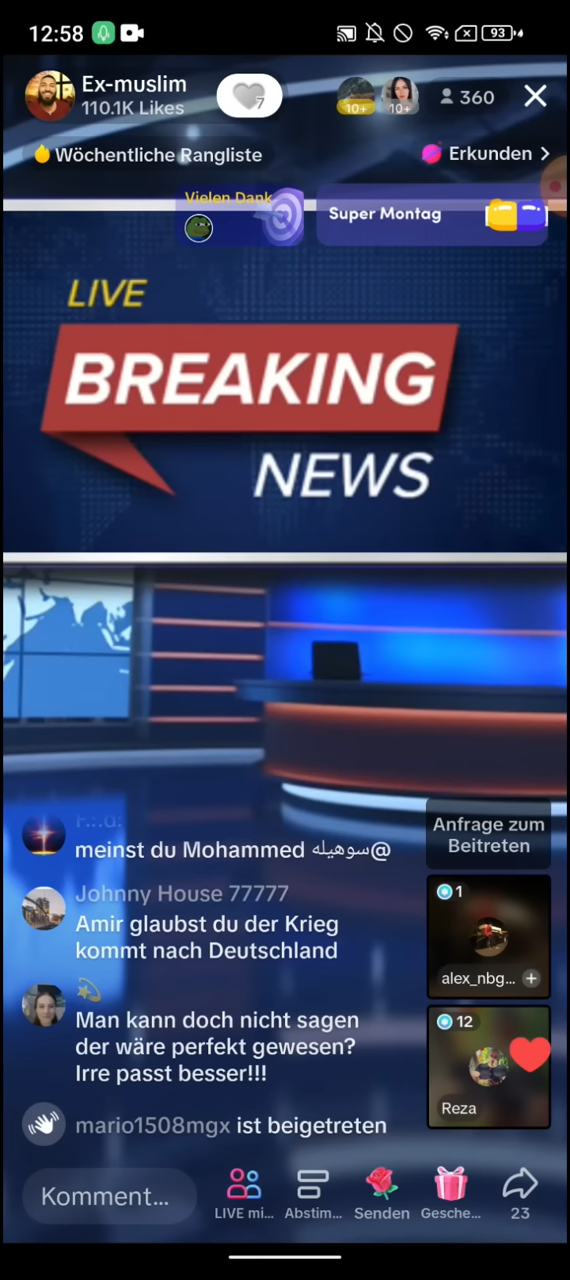 12:58
93
Ex-muslim
110.1K Likes
7
10+
10+
360
Wöchentliche Rangliste
Erkunden
Vielen Dank
Super Montag
LIVE
BREAKING
NEWS
meinst du Mohammed @سوهیله
Anfrage zum
Beitreten
Johnny House 77777
Amir glaubst du der Krieg
kommt nach Deutschland
1
alex_nbg...
Man kann doch nicht sagen
der wäre perfekt gewesen?
Irre passt besser!!!
12
Reza
mario1508mgx ist beigetreten
Komment...
LIVE mi...
Abstim...
Senden
Gesche...
23